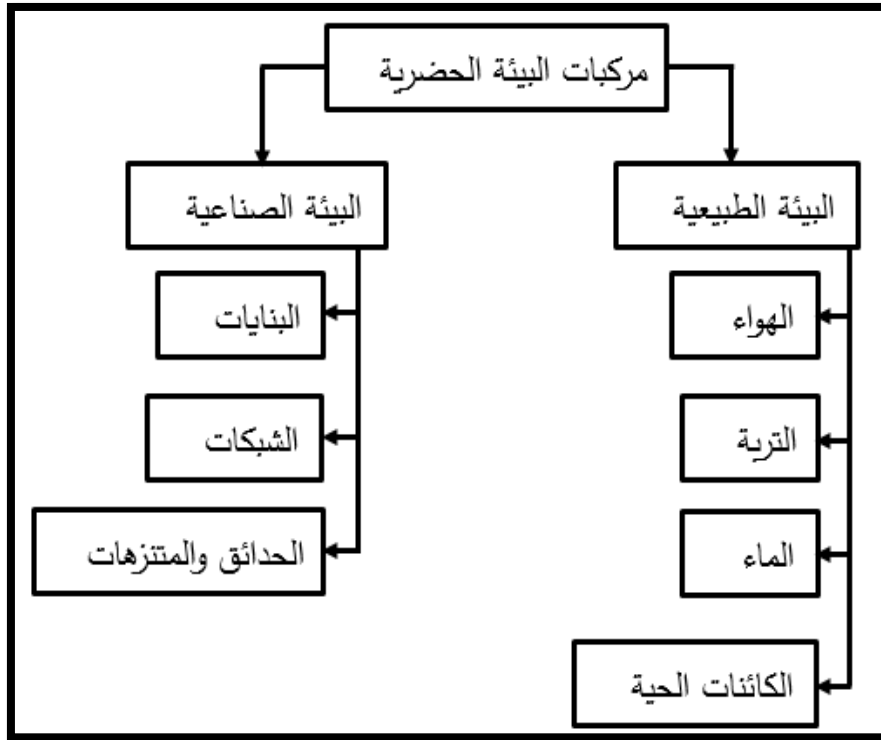 مركبات البيئة الحضرية
البيئة الطبيعية
الهواء
التربة
الماء
الكائنات الحية
البيئة الصناعية
البنايات
الشبكات
الحدائق والمتنزهات